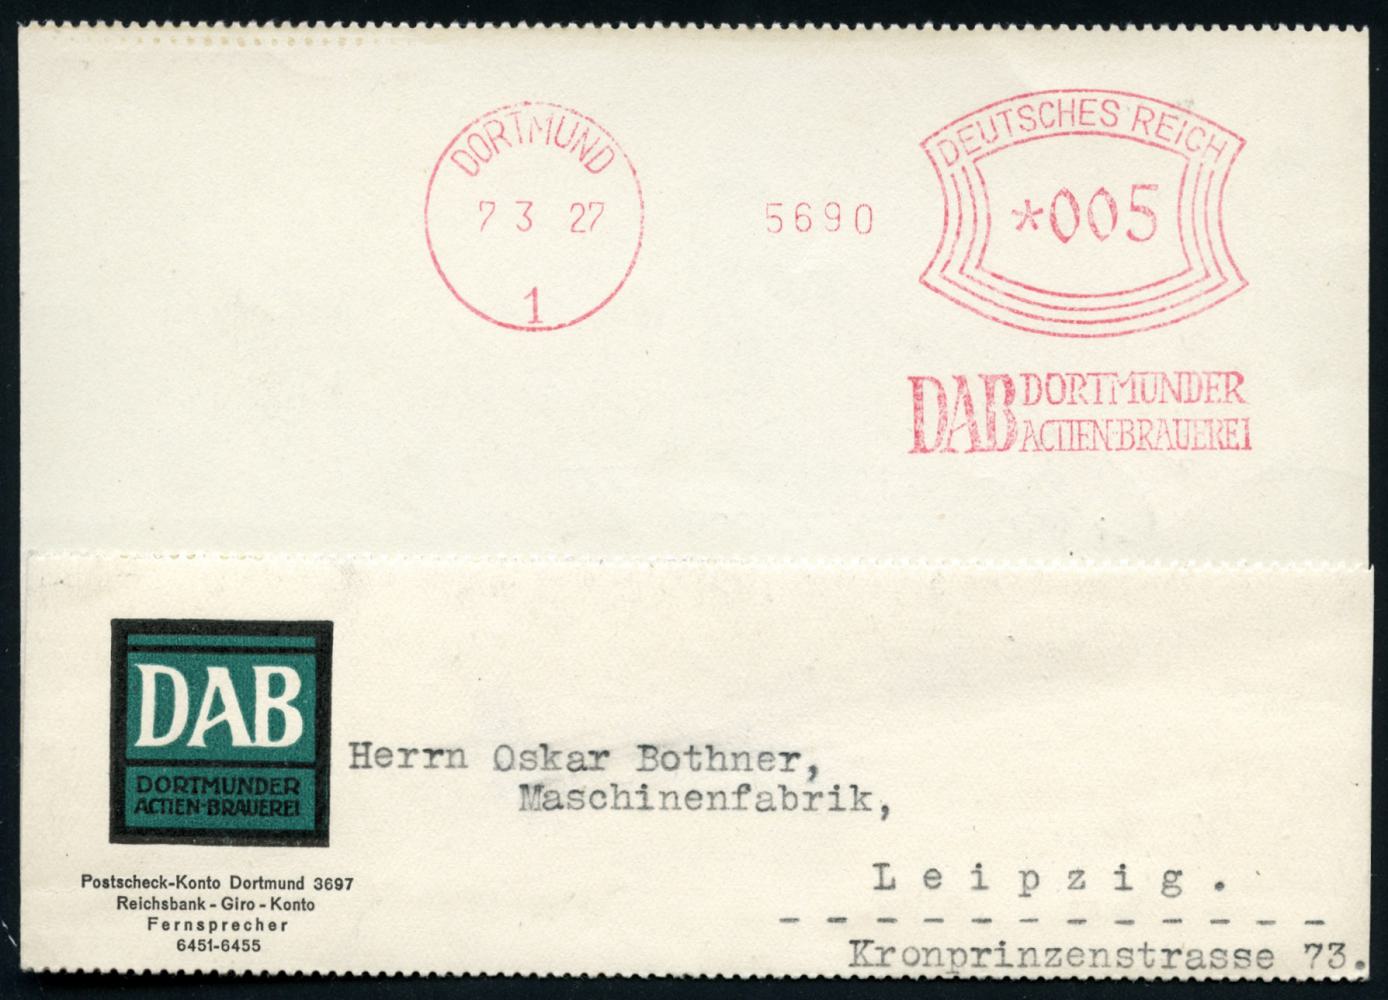 DORTMUND
7 3 27
1
5690
DEUTSCHES REICH
*005
DAB DORTMUNDER
ACTIEN-BRAUEREI
DAB
DORTMUNDER
ACTIEN-BRAUEREI
Postscheck-Konto Dortmund 3697
Reichsbank-Giro-Konto
Fernsprecher
6451-6455
Herrn Oskar Bothner,
Maschinenfabrik,
Leipzig.
Kronprinzenstrasse 73.